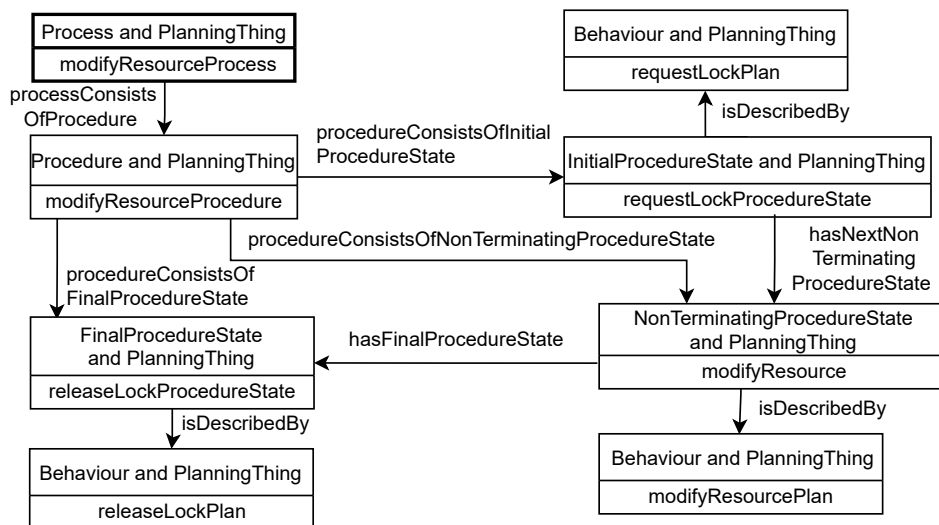 Process and PlanningThing
modifyResourceProcess
processConsists
OfProcedure
Procedure and PlanningThing
modifyResourceProcedure
procedureConsistsOfInitial
ProcedureState
Behaviour and PlanningThing
requestLockPlan
isDescribedBy
InitialProcedureState and PlanningThing
requestLockProcedureState
procedureConsistsOfNonTerminatingProcedureState
hasNextNon
Terminating
ProcedureState
procedureConsistsOf
FinalProcedureState
FinalProcedureState
and PlanningThing
releaseLockProcedureState
hasFinalProcedureState
NonTerminatingProcedureState
and PlanningThing
modifyResource
isDescribedBy
Behaviour and PlanningThing
releaseLockPlan
isDescribedBy
Behaviour and PlanningThing
modifyResourcePlan